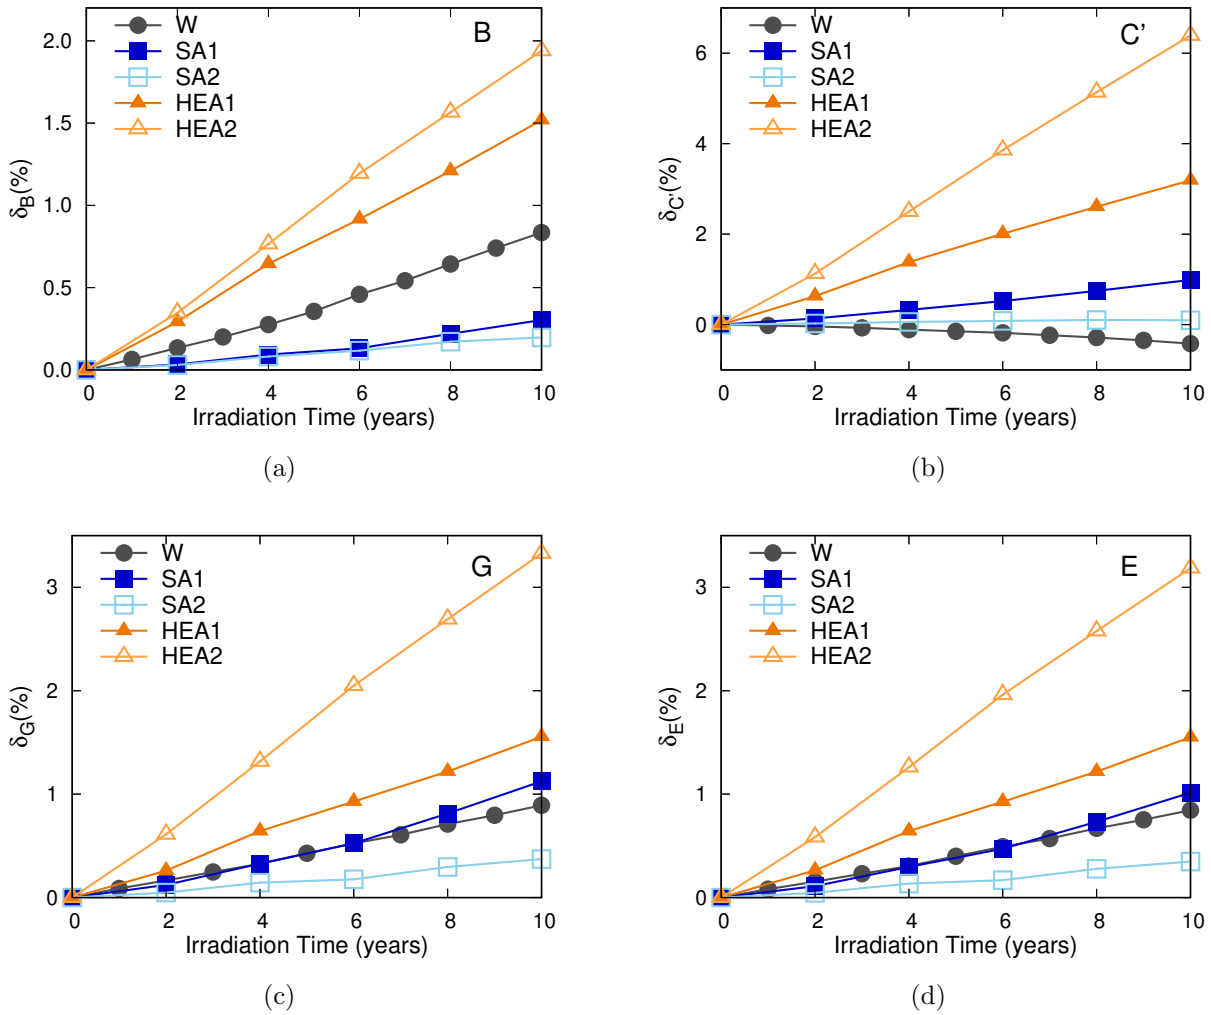 B
W
SA1
SA2
HEA1
HEA2
2.0
1.5
1.0
0.5
0.0
δB(%)
0 2 4 6 8 10
Irradiation Time (years)
(a)
C'
W
SA1
SA2
HEA1
HEA2
6
4
2
0
δC'(%)
0 2 4 6 8 10
Irradiation Time (years)
(b)
G
W
SA1
SA2
HEA1
HEA2
3
2
1
0
δG(%)
0 2 4 6 8 10
Irradiation Time (years)
(c)
E
W
SA1
SA2
HEA1
HEA2
3
2
1
0
δE(%)
0 2 4 6 8 10
Irradiation Time (years)
(d)